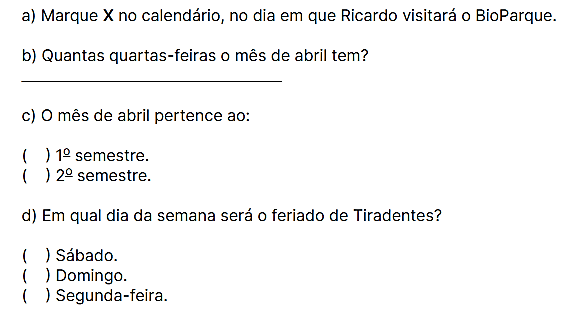 a) Marque X no calendário, no dia em que Ricardo visitará o BioParque.
b) Quantas quartas-feiras o mês de abril tem?
c) O mês de abril pertence ao:
(   ) 1º semestre.
(   ) 2º semestre.
d) Em qual dia da semana será o feriado de Tiradentes?
(   ) Sábado.
(   ) Domingo.
(   ) Segunda-feira.